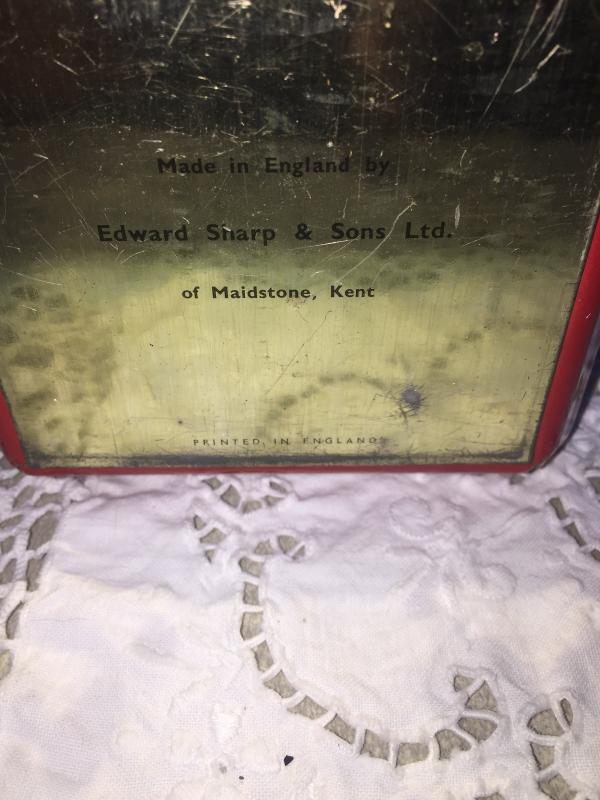 Made in England by
Edward Sharp & Sons Ltd.
of Maidstone, Kent
PRINTED IN ENGLAND